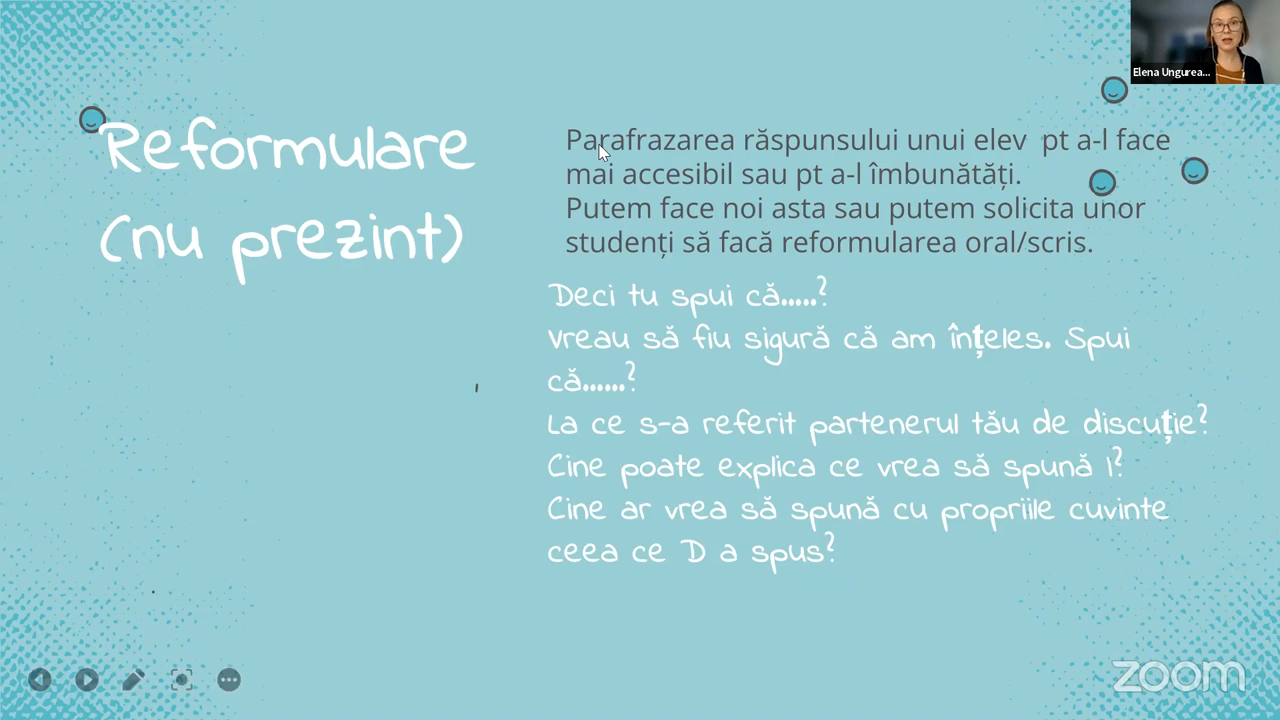 Elena Ungurea...
Reformulare
(nu prezint)
Parafrazarea răspunsului unui elev pt a-l face
mai accesibil sau pt a-l îmbunătăți.
Putem face noi asta sau putem solicita unor
studenți să facă reformularea oral/scris.
Deci tu spui că.....?
Vreau să fiu sigură că am înțeles. Spui
că......?
La ce s-a referit partenerul tău de discuție?
Cine poate explica ce vrea să spună I?
Cine ar vrea să spună cu propriile cuvinte
ceea ce D a spus?
zoom